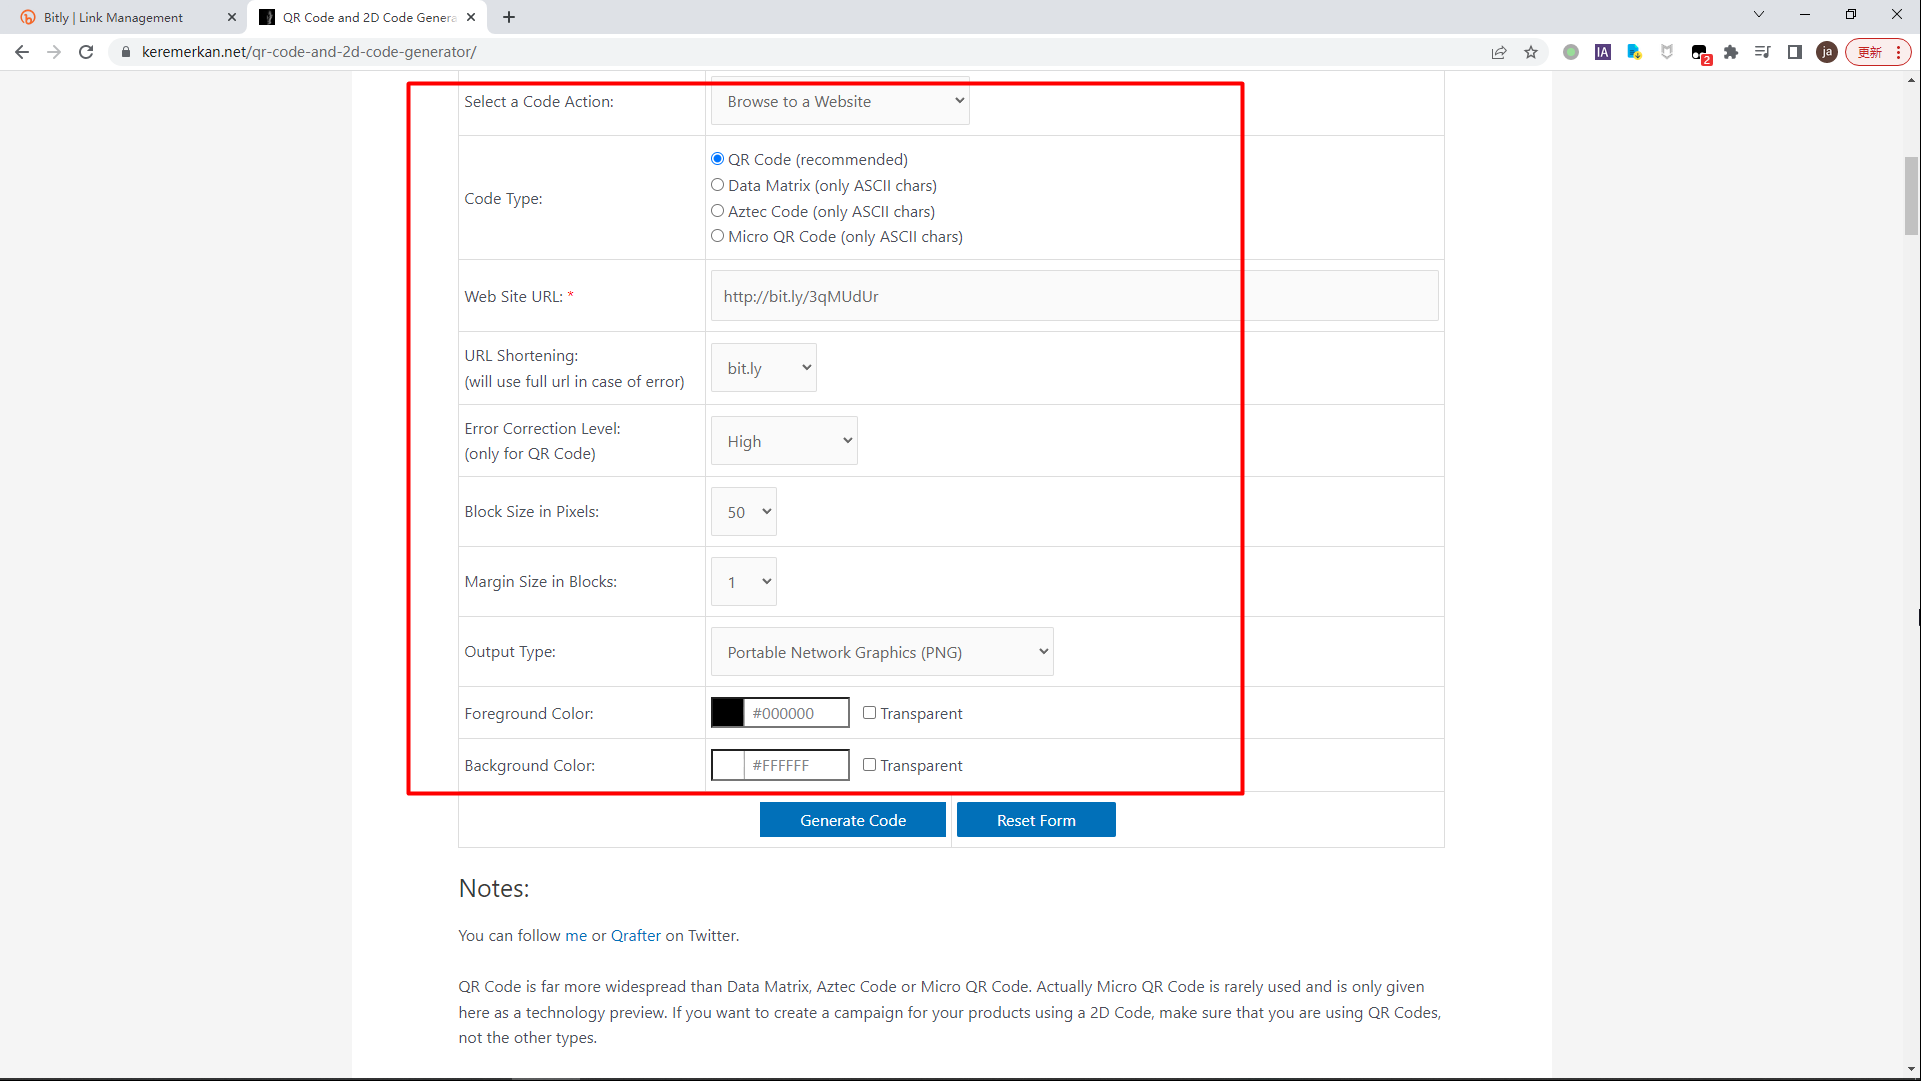 Bitly | Link Management
QR Code and 2D Code Genera
keremerkan.net/qr-code-and-2d-code-generator/
IA
2
ja
更新
Select a Code Action:
Browse to a Website
Code Type:
QR Code (recommended)
Data Matrix (only ASCII chars)
Aztec Code (only ASCII chars)
Micro QR Code (only ASCII chars)
Web Site URL: *
http://bit.ly/3qMUdUr
URL Shortening:
(will use full url in case of error)
bit.ly
Error Correction Level:
(only for QR Code)
High
Block Size in Pixels:
50
Margin Size in Blocks:
1
Output Type:
Portable Network Graphics (PNG)
Foreground Color:
#000000
Transparent
Background Color:
#FFFFFF
Transparent
Generate Code
Reset Form
Notes:
You can follow me or Qrafter on Twitter.
QR Code is far more widespread than Data Matrix, Aztec Code or Micro QR Code. Actually Micro QR Code is rarely used and is only given
here as a technology preview. If you want to create a campaign for your products using a 2D Code, make sure that you are using QR Codes,
not the other types.